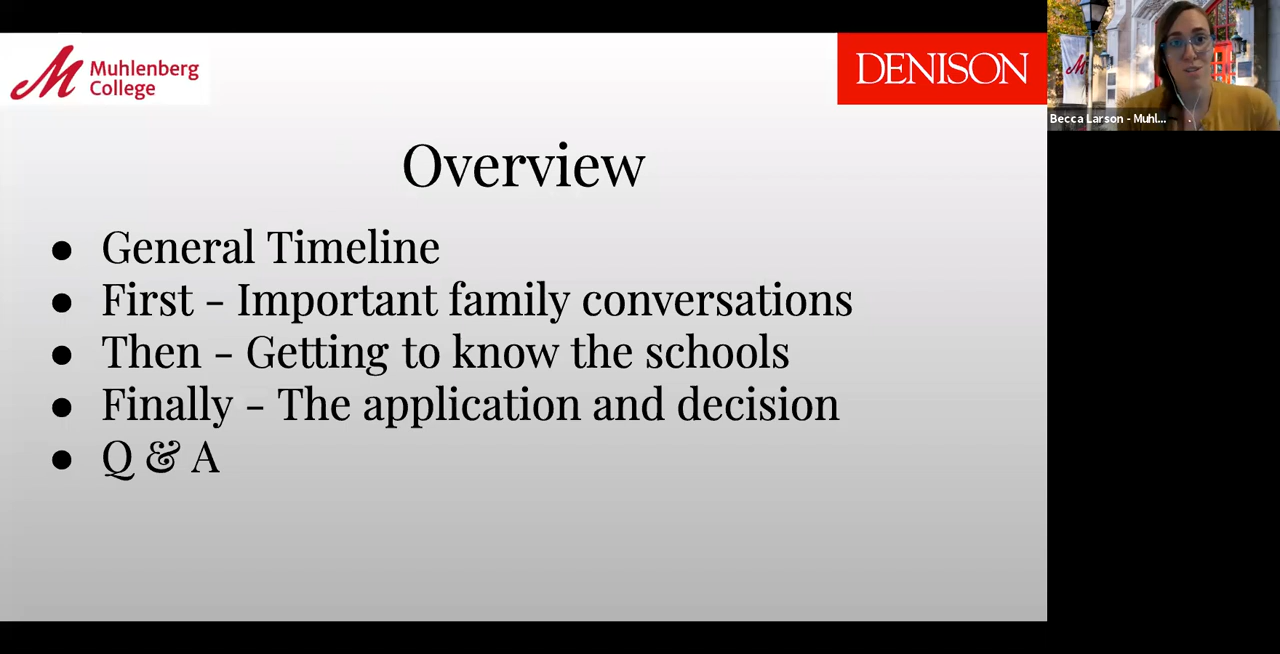 Muhlenberg
College
DENISON
Becca Larson - Muhl...
Overview
● General Timeline
● First - Important family conversations
● Then - Getting to know the schools
● Finally - The application and decision
● Q & A